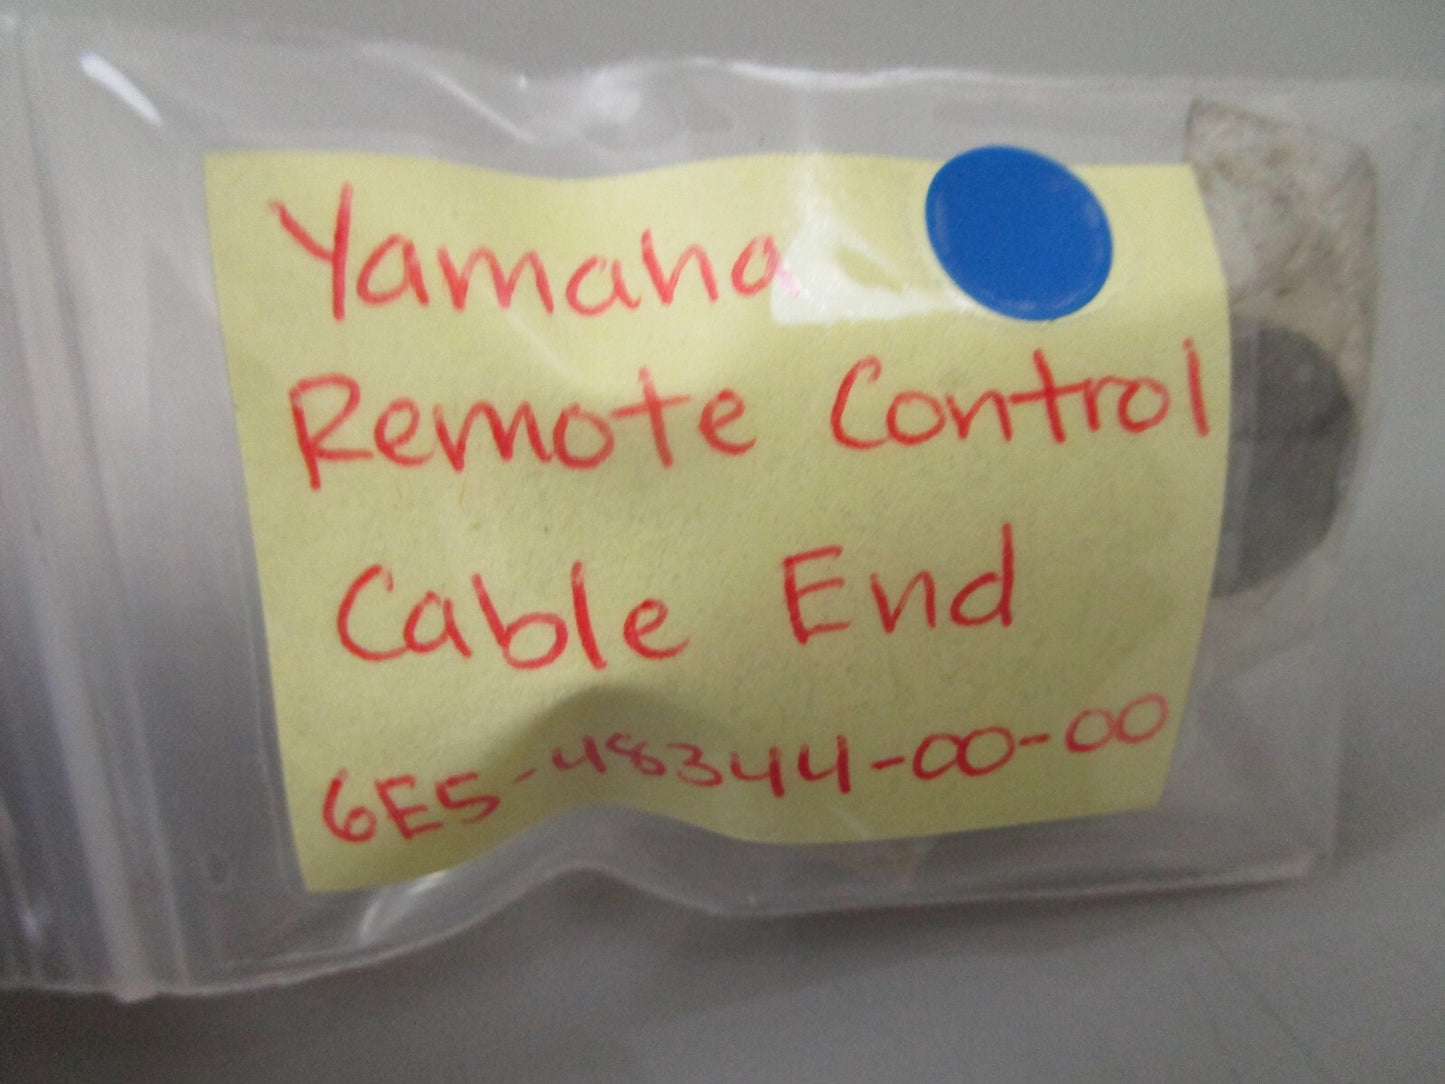 Yamaha
Remote Control
Cable End
6E5-48344-00-00